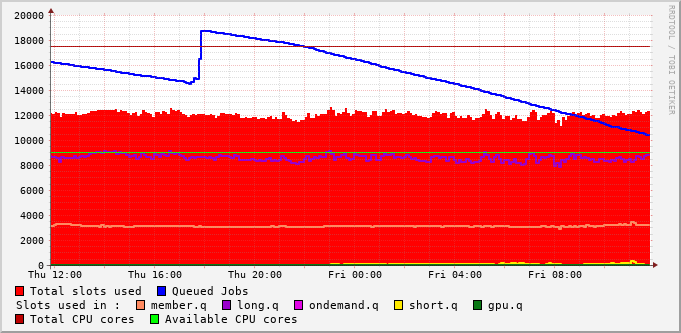 RRDTOOL / TOBI OETIKER
20000
18000
16000
14000
12000
10000
8000
6000
4000
2000
0
Thu 12:00 Thu 16:00 Thu 20:00 Fri 00:00 Fri 04:00 Fri 08:00
Total slots used Queued Jobs
Slots used in : member.q long.q ondemand.q short.q gpu.q
Total CPU cores Available CPU cores